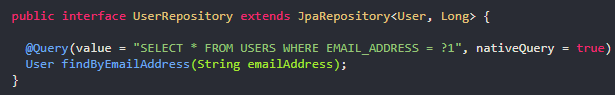 public interface UserRepository extends JpaRepository<User, Long> {
@Query(value = "SELECT * FROM USERS WHERE EMAIL_ADDRESS = ?1", nativeQuery = true)
User findByEmailAddress(String emailAddress);
}